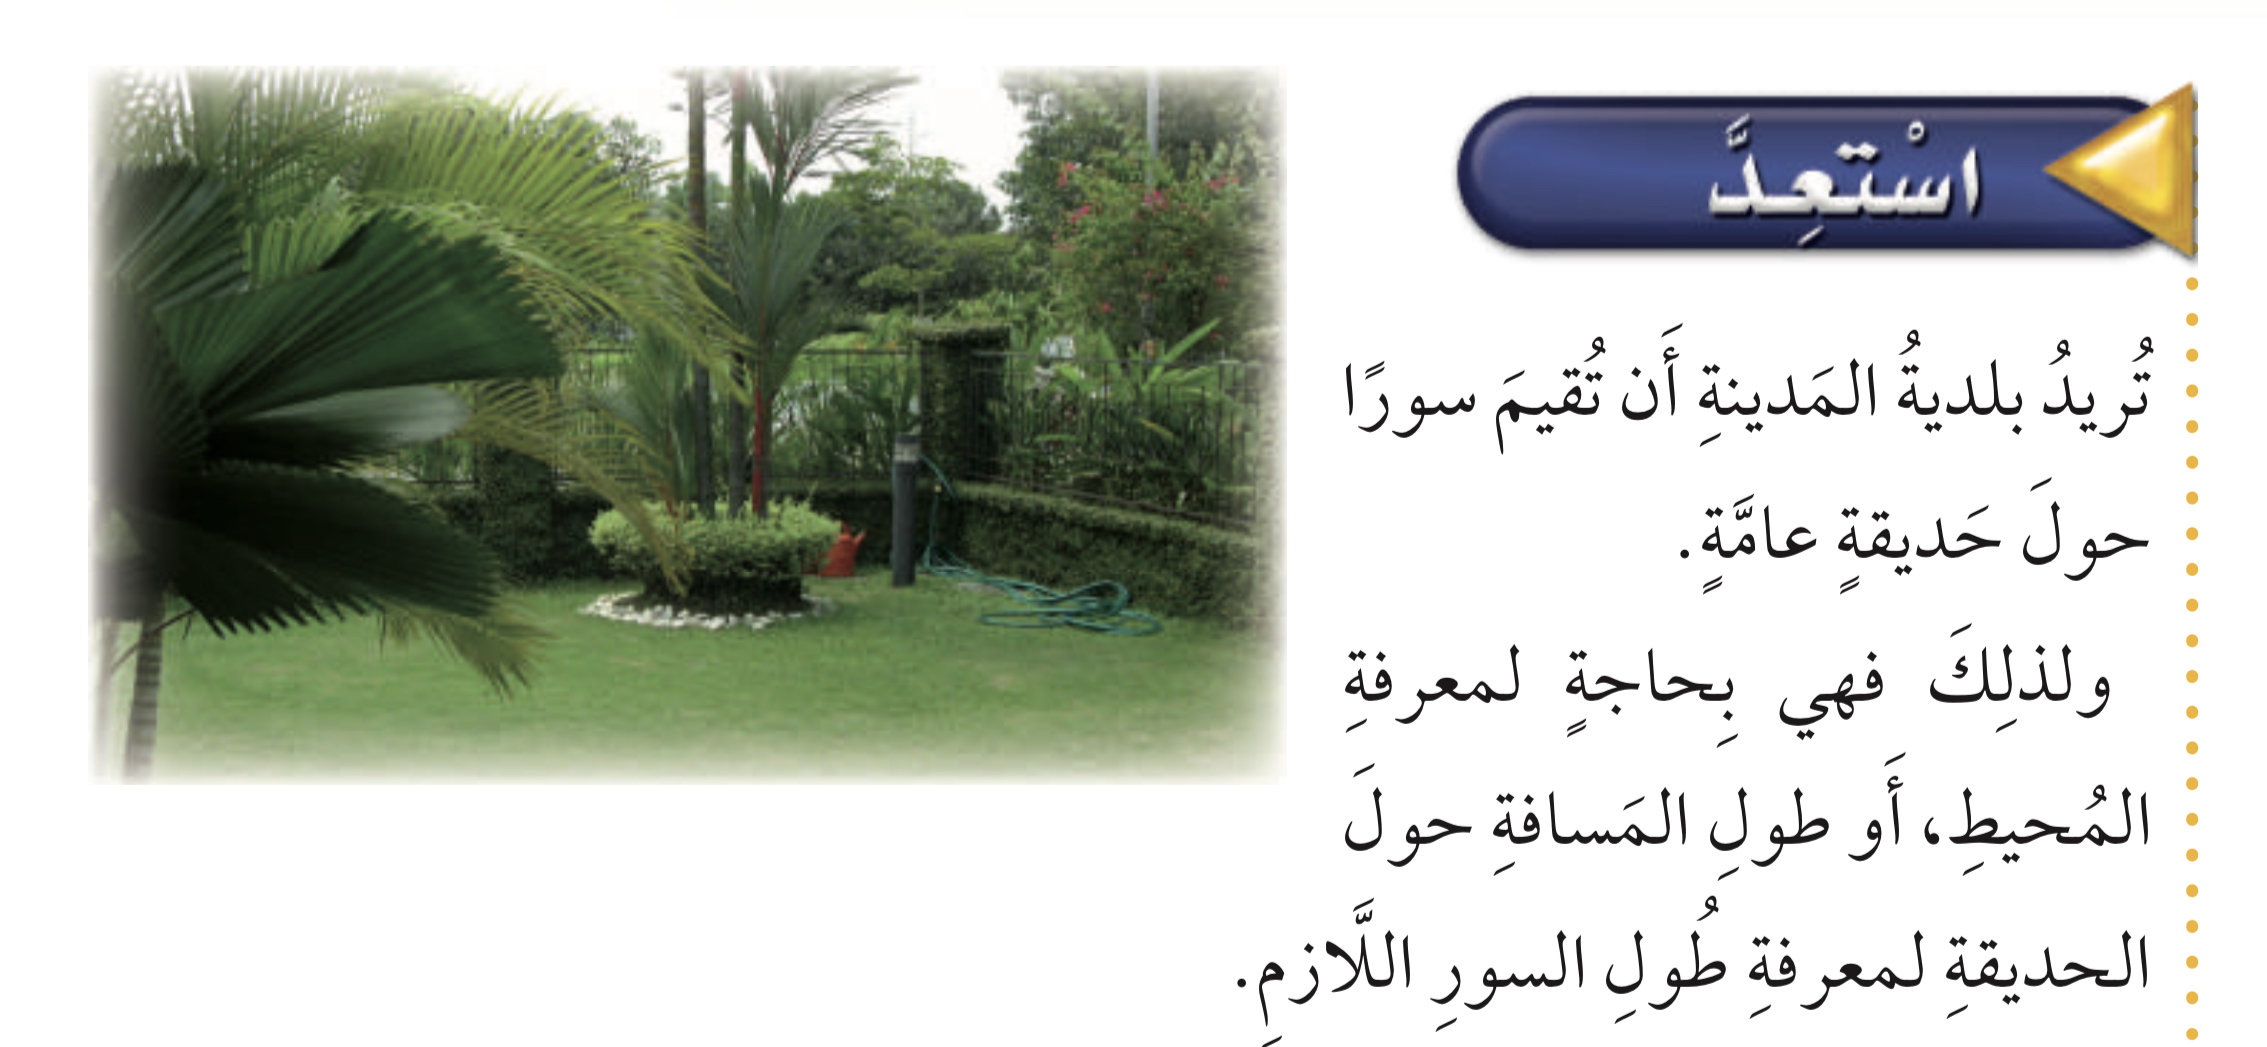 اسْتعِدَّ
تُريدُ بلديةُ المَدينةِ أَن تُقيمَ سورًا
حولَ حَديقةٍ عامَّةٍ.
ولذلِكَ فهي بِحاجةٍ لمعرفةِ
المُحيطِ، أَو طولِ المَسافةِ حولَ
الحديقةِ لمعرفةِ طُولِ السورِ اللَّازمِ.